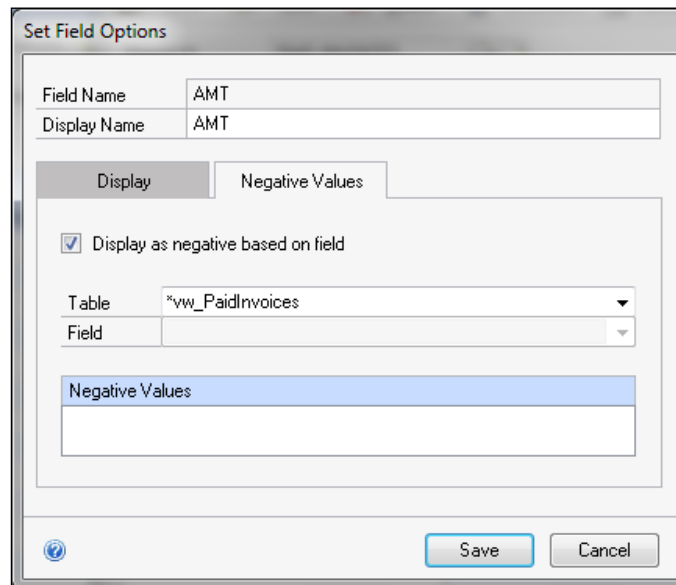 Set Field Options
Field Name AMT
Display Name AMT
Display Negative Values
Display as negative based on field
Table *vw_PaidInvoices
Field
Negative Values
Save Cancel